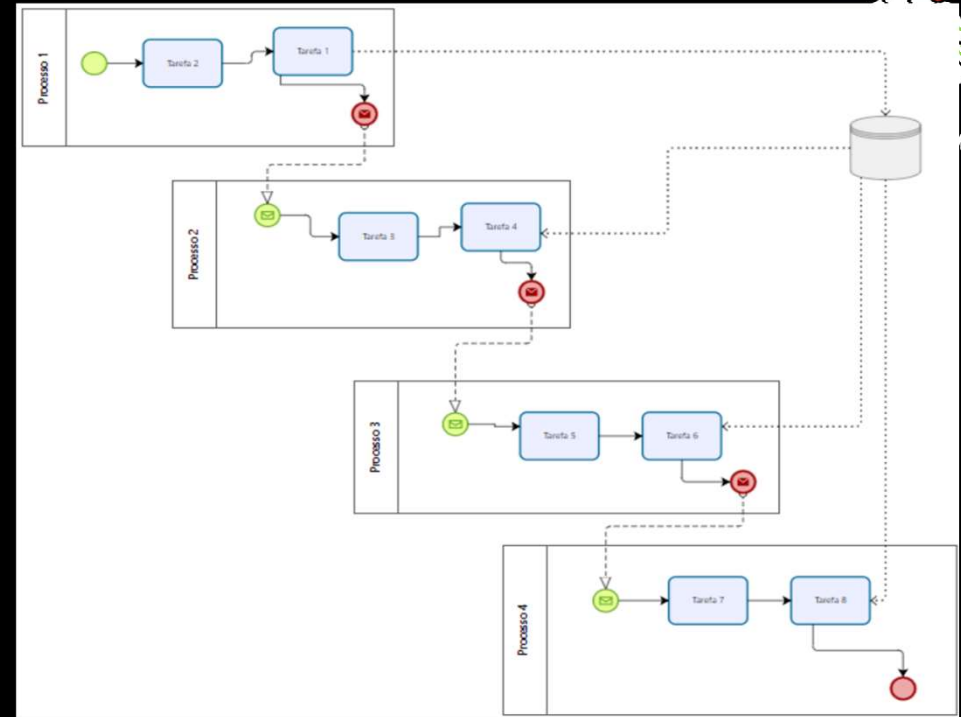 Processo 1
Tarefa 2
Tarefa 1
Processo 2
Tarefa 3
Tarefa 4
Processo 3
Tarefa 5
Tarefa 6
Processo 4
Tarefa 7
Tarefa 8